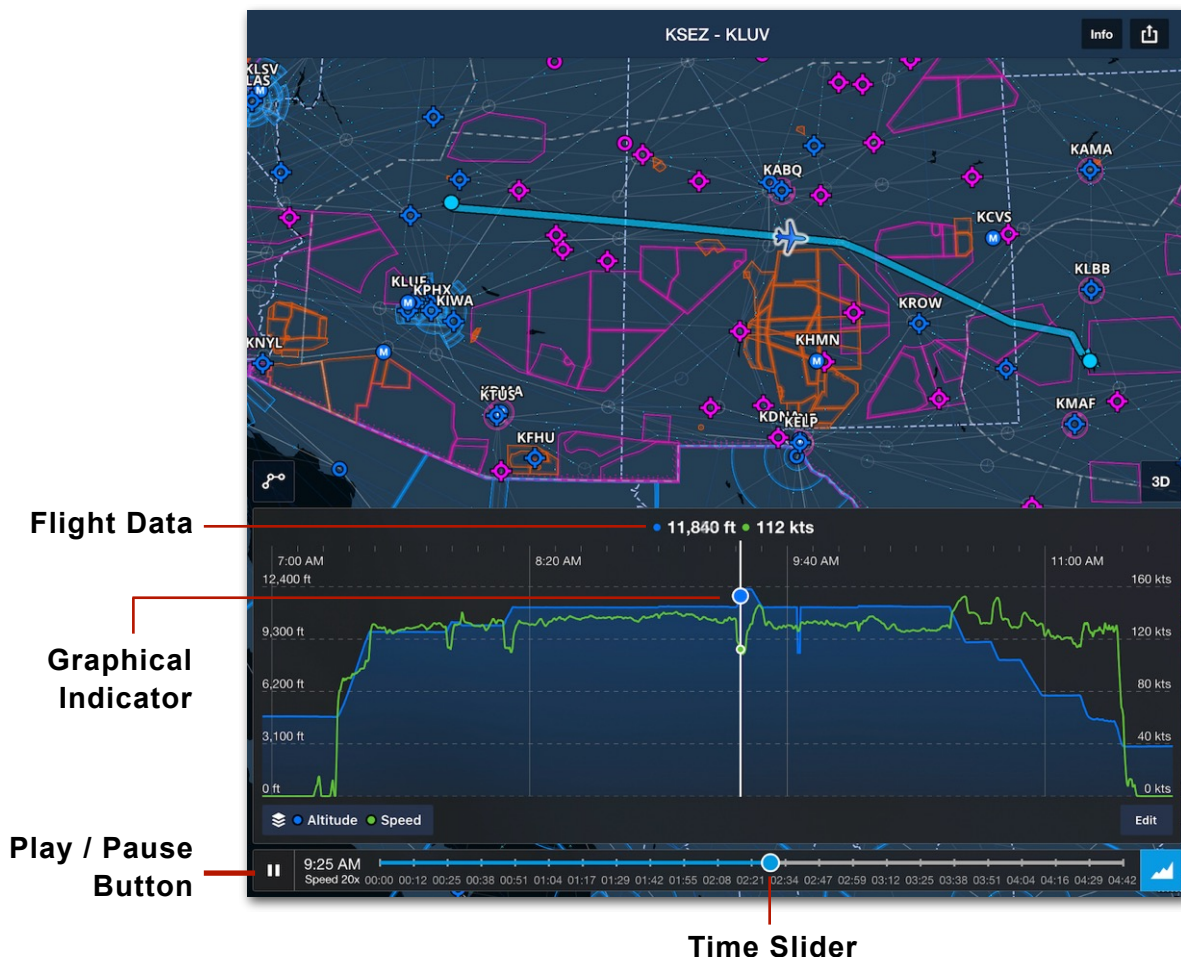 KSEZ - KLUV
Info
KLSV
LAS
M
KABQ
KAMA
KCVS
M
KLBB
KLUF
KPHX
M
KIWA
KROW
KNYL
M
KHMN
M
KTUS
KMAF
KELP
KFHU
3D
Flight Data
11,840 ft 112 kts
7:00 AM 8:20 AM 9:40 AM 11:00 AM
12,400 ft 160 kts
9,300 ft 120 kts
Graphical
Indicator
6,200 ft 80 kts
3,100 ft 40 kts
0 ft 0 kts
Altitude Speed Edit
Play / Pause
Button
9:25 AM
Speed 20x 00:00 00:12 00:25 00:38 00:51 01:04 01:17 01:29 01:42 01:55 02:08 02:21 02:34 02:47 02:59 03:12 03:25 03:38 03:51 04:04 04:16 04:29 04:42
Time Slider